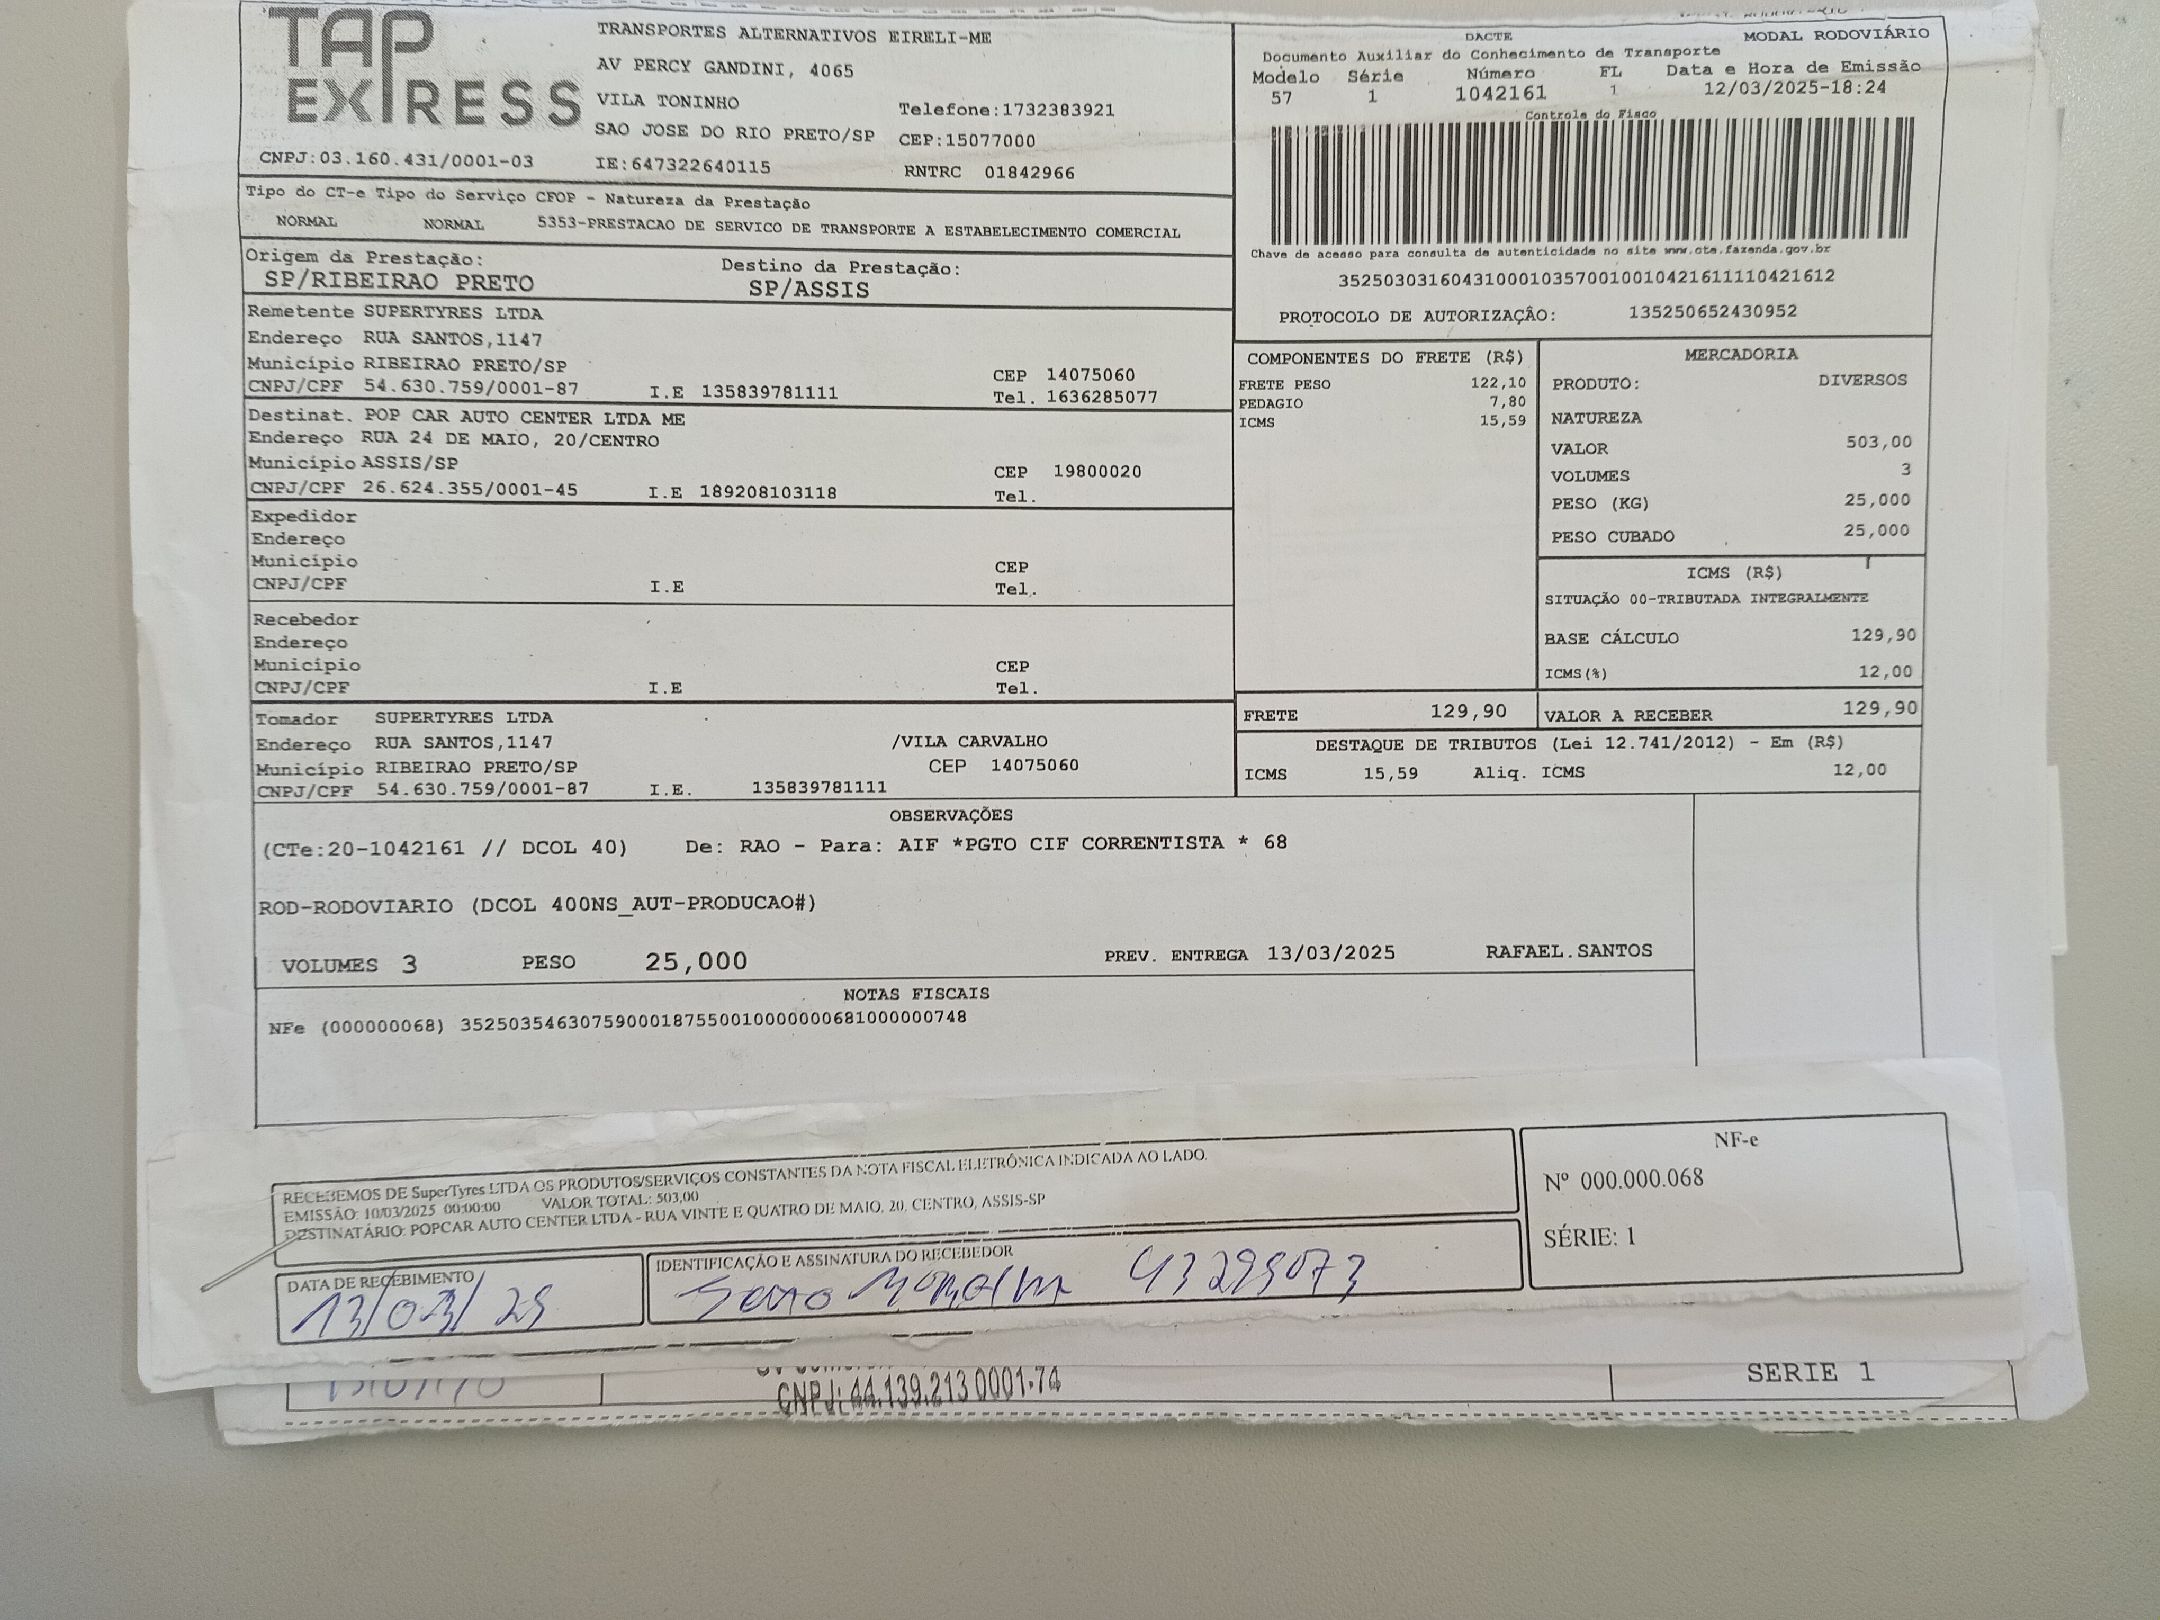 TAP EXPRESS
TRANSPORTES ALTERNATIVOS EIRELI-ME
AV PERCY GANDINI, 4065
VILA TONINHO Telefone:1732383921
SAO JOSE DO RIO PRETO/SP CEP:15077000
CNPJ:03.160.431/0001-03 IE:647322640115 RNTRC 01842966
DACTE MODAL RODOVIÁRIO
Documento Auxiliar do Conhecimento de Transporte
Modelo Série Número FL Data e Hora de Emissão
57 1 1042161 1 12/03/2025-18:24
Controle do Fisco
Chave de acesso para consulta de autenticidade no site www.cte.fazenda.gov.br
35250303160431000103570010010421611110421612
PROTOCOLO DE AUTORIZAÇÃO: 135250652430952
Tipo do CT-e Tipo do Serviço CFOP - Natureza da Prestação
NORMAL NORMAL 5353-PRESTACAO DE SERVICO DE TRANSPORTE A ESTABELECIMENTO COMERCIAL
Origem da Prestação: Destino da Prestação:
SP/RIBEIRAO PRETO SP/ASSIS
Remetente SUPERTYRES LTDA
Endereço RUA SANTOS,1147
Município RIBEIRAO PRETO/SP CEP 14075060
CNPJ/CPF 54.630.759/0001-87 I.E 135839781111 Tel. 1636285077
Destinat. POP CAR AUTO CENTER LTDA ME
Endereço RUA 24 DE MAIO, 20/CENTRO
Município ASSIS/SP CEP 19800020
CNPJ/CPF 26.624.355/0001-45 I.E 189208103118 Tel.
Expedidor
Endereço
Município CEP
CNPJ/CPF I.E Tel.
Recebedor
Endereço
Município CEP
CNPJ/CPF I.E Tel.
Tomador SUPERTYRES LTDA
Endereço RUA SANTOS,1147 /VILA CARVALHO
Município RIBEIRAO PRETO/SP CEP 14075060
CNPJ/CPF 54.630.759/0001-87 I.E. 135839781111
COMPONENTES DO FRETE (R$)
FRETE PESO 122,10
PEDAGIO 7,80
ICMS 15,59
MERCADORIA
PRODUTO: DIVERSOS
NATUREZA
VALOR 503,00
VOLUMES 3
PESO (KG) 25,000
PESO CUBADO 25,000
ICMS (R$)
SITUAÇÃO 00-TRIBUTADA INTEGRALMENTE
BASE CÁLCULO 129,90
ICMS(%) 12,00
FRETE 129,90 VALOR A RECEBER 129,90
DESTAQUE DE TRIBUTOS (Lei 12.741/2012) - Em (R$)
ICMS 15,59 Aliq. ICMS 12,00
OBSERVAÇÕES
(CTe:20-1042161 // DCOL 40) De: RAO - Para: AIF *PGTO CIF CORRENTISTA * 68
ROD-RODOVIARIO (DCOL 400NS_AUT-PRODUCAO#)
VOLUMES 3 PESO 25,000 PREV. ENTREGA 13/03/2025 RAFAEL.SANTOS
NOTAS FISCAIS
NFe (000000068) 35250354630759000187550010000000681000000748
RECEBEMOS DE SuperTyres LTDA OS PRODUTOS/SERVIÇOS CONSTANTES DA NOTA FISCAL ELETRÔNICA INDICADA AO LADO.
EMISSÃO: 10/03/2025 00:00:00 VALOR TOTAL: 503,00
DESTINATÁRIO: POPCAR AUTO CENTER LTDA - RUA VINTE E QUATRO DE MAIO, 20, CENTRO, ASSIS-SP
NF-e
Nº 000.000.068
SÉRIE: 1
DATA DE RECEBIMENTO
13/03/25
IDENTIFICAÇÃO E ASSINATURA DO RECEBEDOR
43295073
CNPJ: 44.139.213 0001-74
SERIE 1